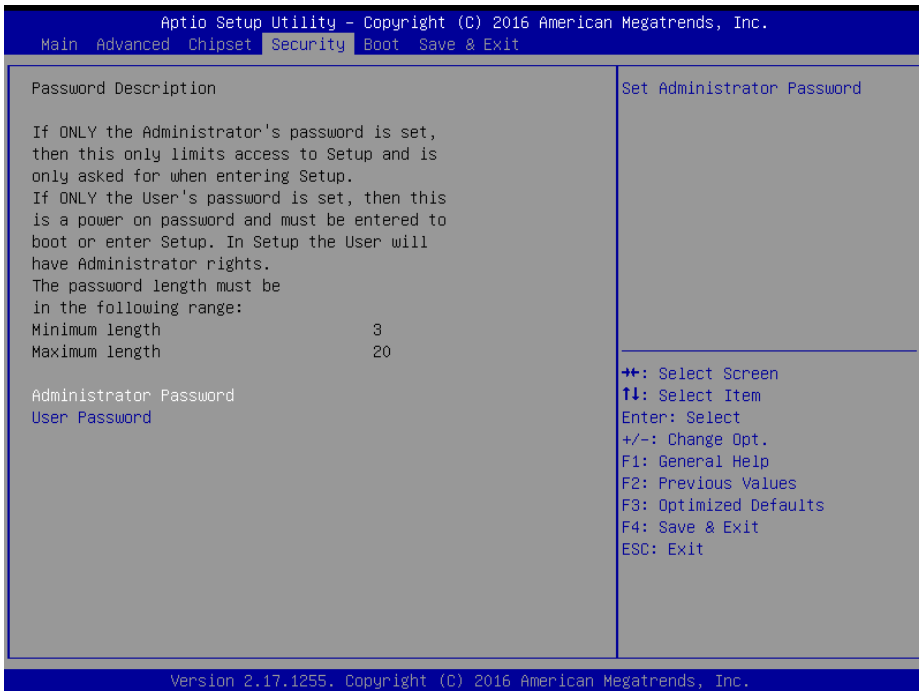 Aptio Setup Utility – Copyright (C) 2016 American Megatrends, Inc.
Main Advanced Chipset Security Boot Save & Exit
Password Description
If ONLY the Administrator's password is set,
then this only limits access to Setup and is
only asked for when entering Setup.
If ONLY the User's password is set, then this
is a power on password and must be entered to
boot or enter Setup. In Setup the User will
have Administrator rights.
The password length must be
in the following range:
Minimum length 3
Maximum length 20
Administrator Password
User Password
Set Administrator Password
→←: Select Screen
↑↓: Select Item
Enter: Select
+/-: Change Opt.
F1: General Help
F2: Previous Values
F3: Optimized Defaults
F4: Save & Exit
ESC: Exit
Version 2.17.1255. Copyright (C) 2016 American Megatrends, Inc.